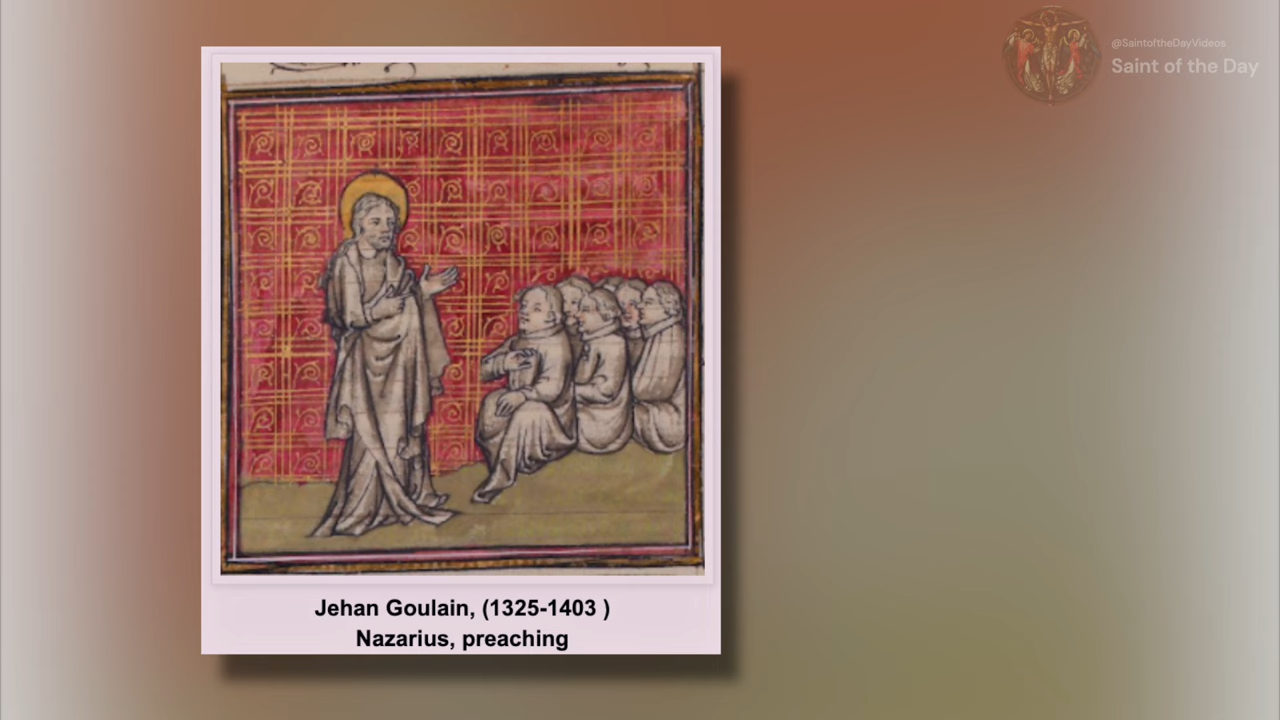 @SaintoftheDayVideos
Saint of the Day
Jehan Goulain, (1325-1403 )
Nazarius, preaching